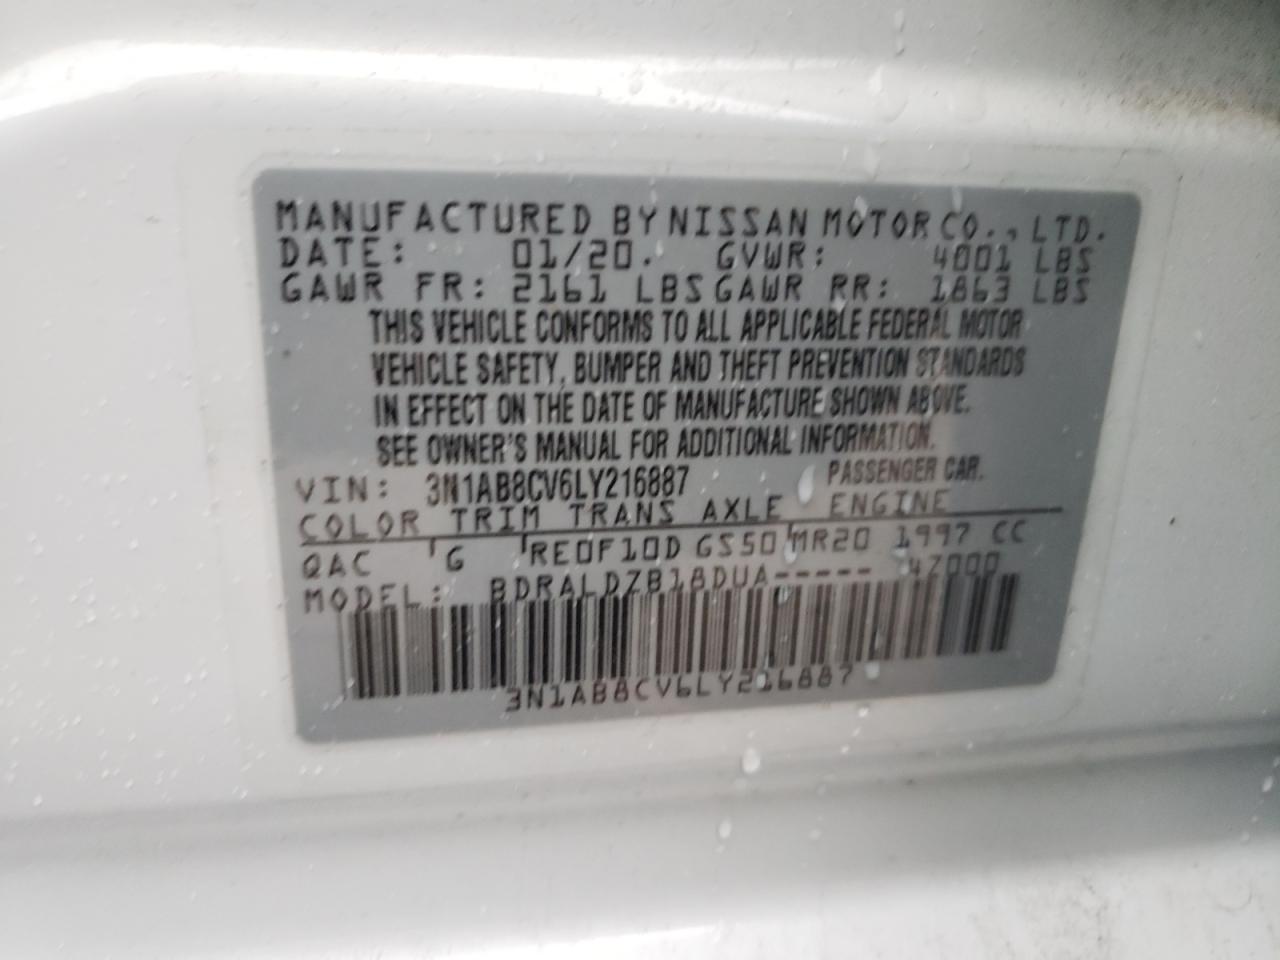 MANUFACTURED BY NISSAN MOTOR CO., LTD.
DATE: 01/20. GVWR: 4001 LBS
GAWR FR: 2161 LBS GAWR RR: 1863 LBS
THIS VEHICLE CONFORMS TO ALL APPLICABLE FEDERAL MOTOR
VEHICLE SAFETY, BUMPER AND THEFT PREVENTION STANDARDS
IN EFFECT ON THE DATE OF MANUFACTURE SHOWN ABOVE.
SEE OWNER'S MANUAL FOR ADDITIONAL INFORMATION.
VIN: 3N1AB8CV6LY216887 PASSENGER CAR.
COLOR TRIM TRANS AXLE ENGINE
QAC G RE0F10D GS50 MR20 1997 CC
MODEL: BDRALDZB18DUA----- 47000
3N1AB8CV6LY216887